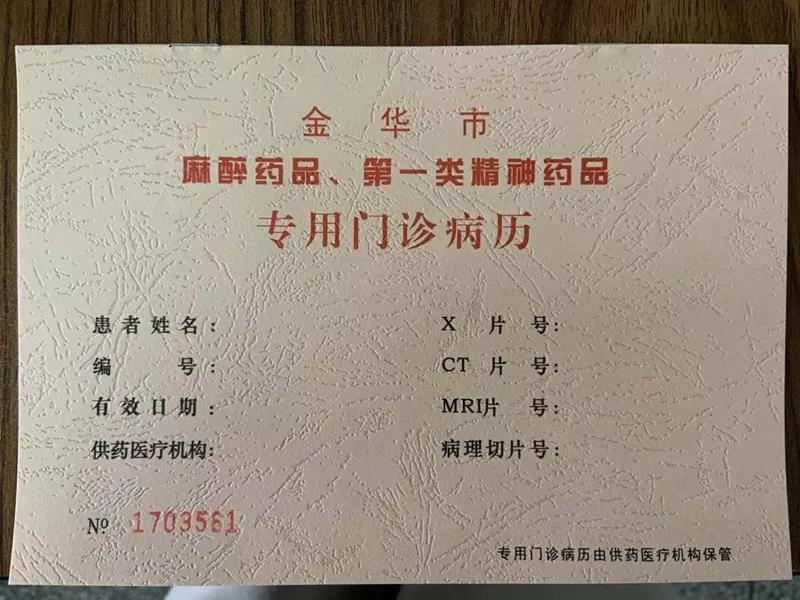 金华市
麻醉药品、第一类精神药品
专用门诊病历
患者姓名：
X片号：
编号：
CT片号：
有效日期：
MRI片号：
供药医疗机构：
病理切片号：
№ 1703561
专用门诊病历由供药医疗机构保管